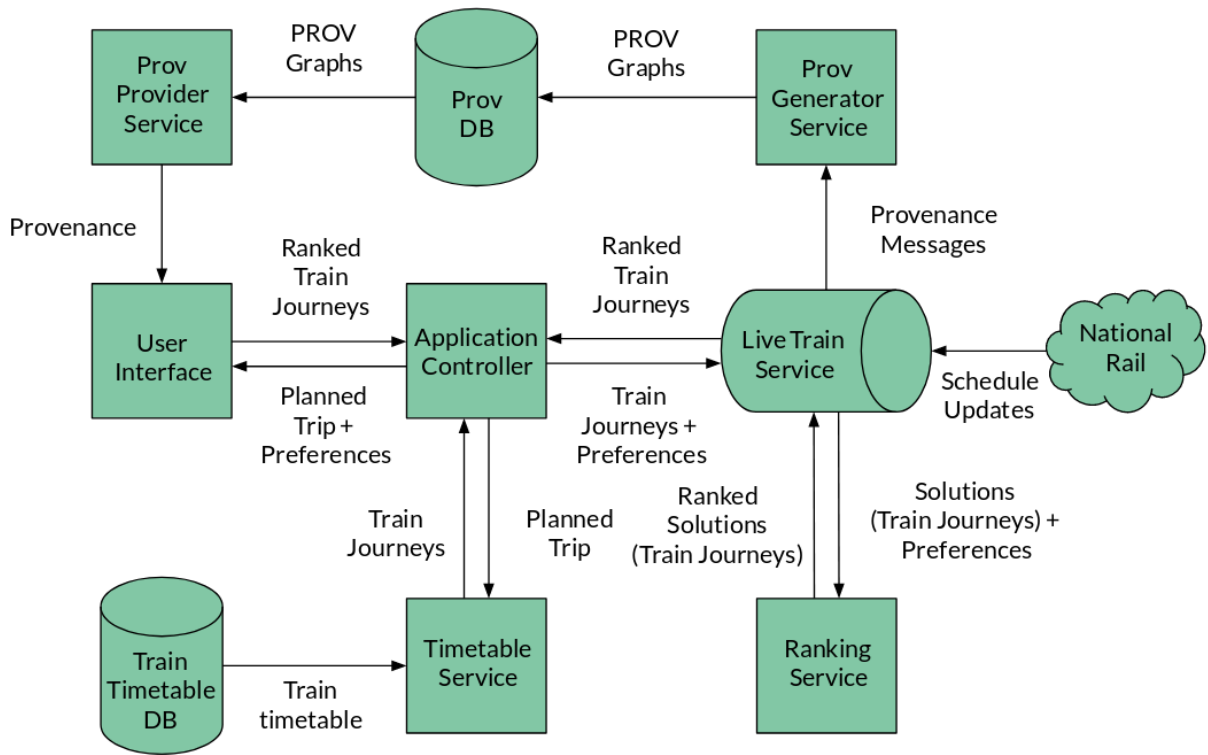 PROV
Graphs
PROV
Graphs
Prov
Provider
Service
Prov
DB
Prov
Generator
Service
Provenance
Provenance
Messages
Ranked
Train
Journeys
Ranked
Train
Journeys
User
Interface
Application
Controller
Live Train
Service
National
Rail
Schedule
Updates
Planned
Trip +
Preferences
Train
Journeys +
Preferences
Train
Journeys
Planned
Trip
Ranked
Solutions
(Train Journeys)
Solutions
(Train Journeys) +
Preferences
Train
Timetable
DB
Train
timetable
Timetable
Service
Ranking
Service